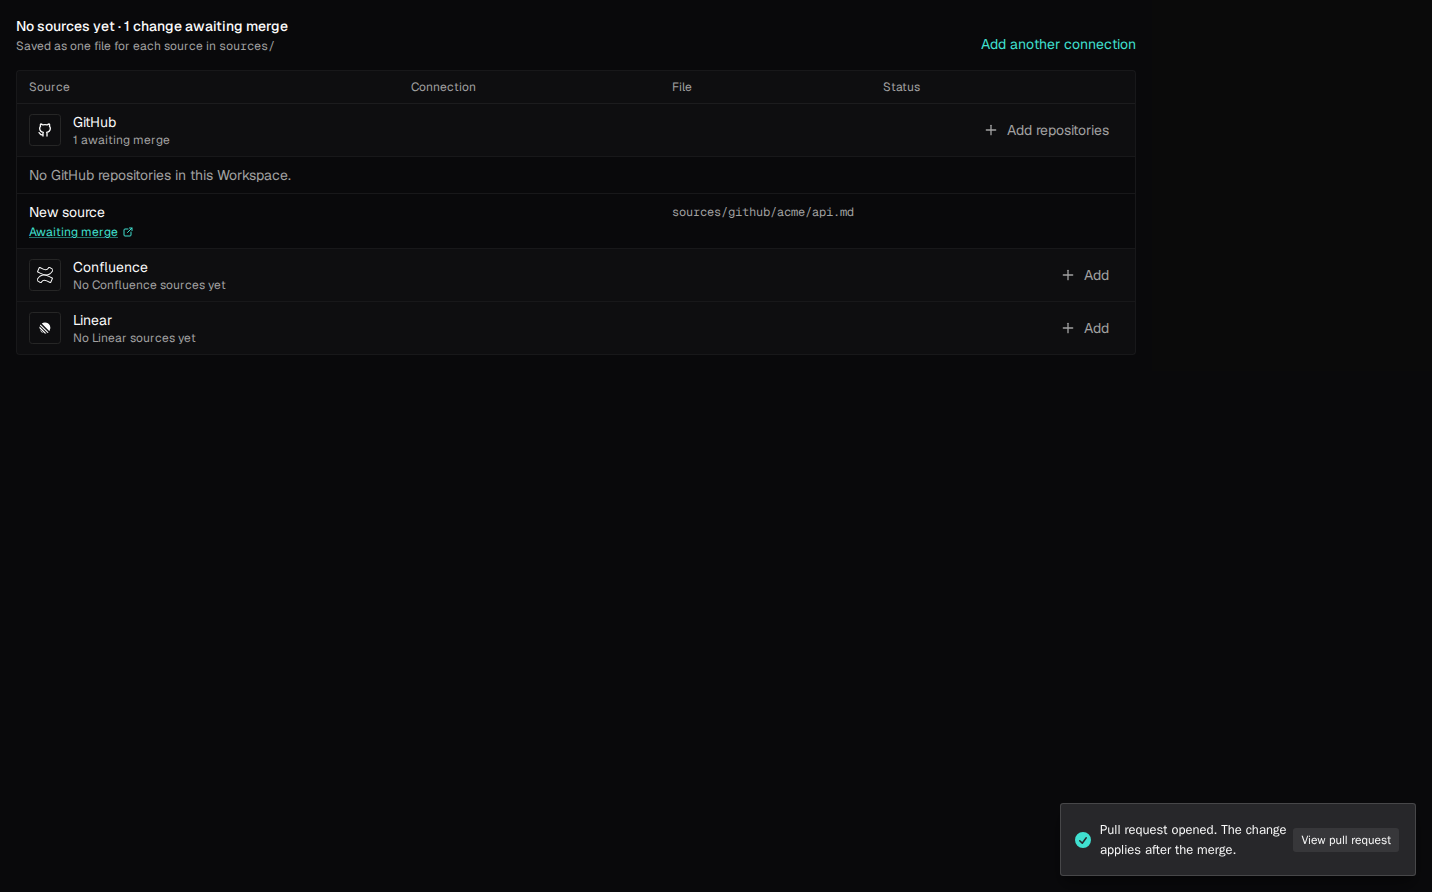 No sources yet · 1 change awaiting merge
Saved as one file for each source in sources/
Add another connection
Source Connection File Status
GitHub
1 awaiting merge
Add repositories
No GitHub repositories in this Workspace.
New source sources/github/acme/api.md
Awaiting merge
Confluence
No Confluence sources yet
Add
Linear
No Linear sources yet
Add
Pull request opened. The change
applies after the merge.
View pull request